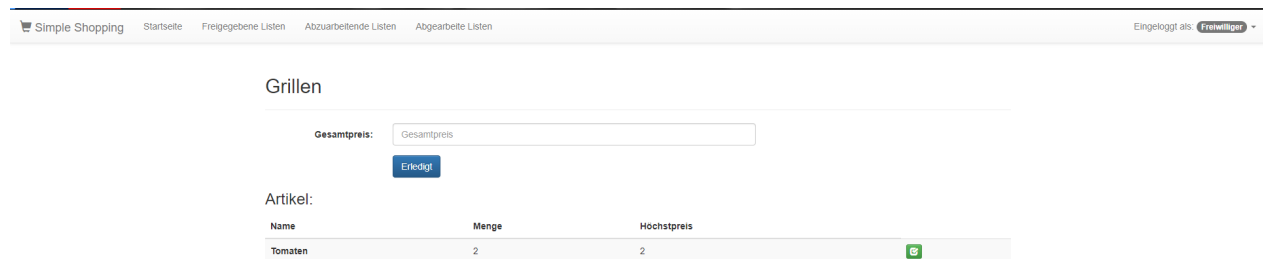 Simple Shopping Startseite Freigegebene Listen Abzuarbeitende Listen Abgearbeite Listen Eingeloggt als: Freiwilliger
Grillen
Gesamtpreis: Gesamtpreis
Erledigt
Artikel:
Name Menge Höchstpreis
Tomaten 2 2